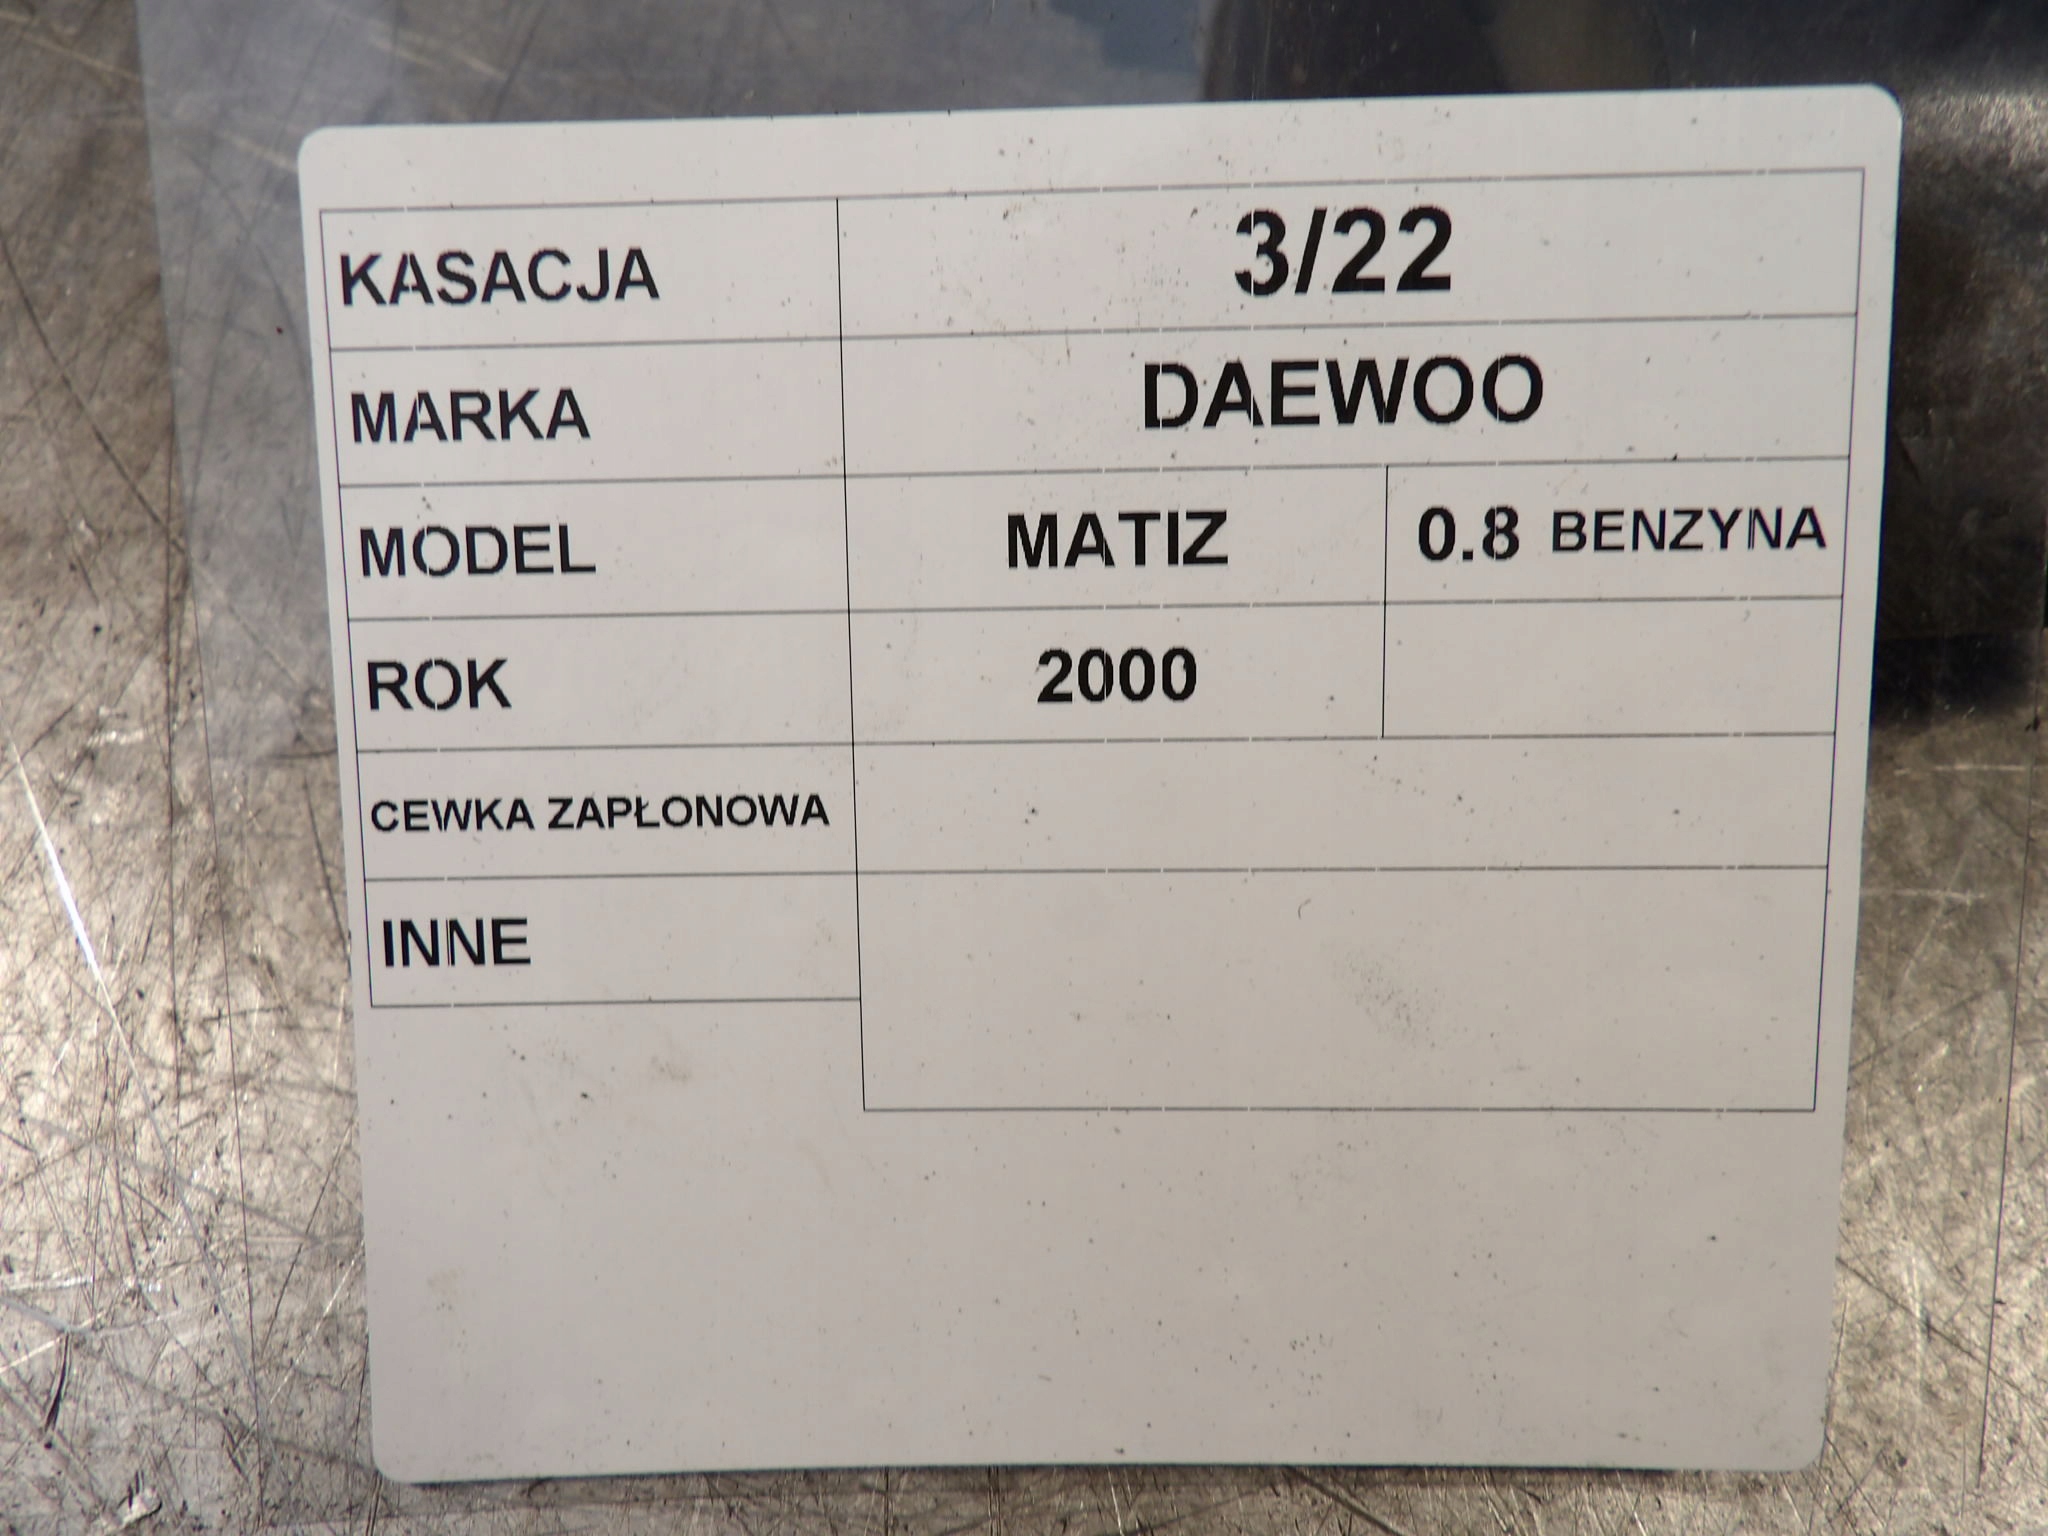 KASACJA 3/22
MARKA DAEWOO
MODEL MATIZ 0.8 BENZYNA
ROK 2000
CEWKA ZAPŁONOWA
INNE